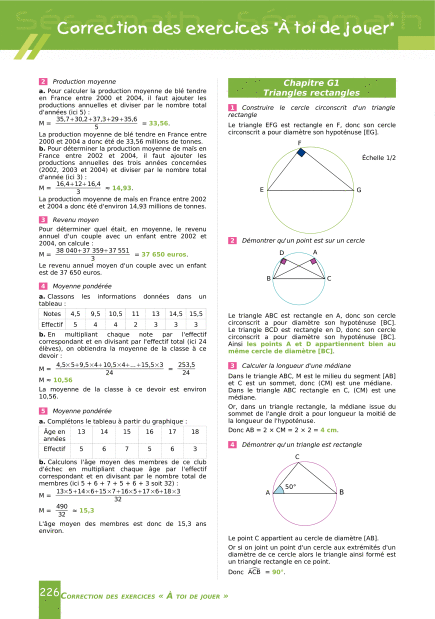 Sésamath
Sésamath
Correction des exercices "À toi de jouer"
2 Production moyenne
a. Pour calculer la production moyenne de blé tendre
en France entre 2000 et 2004, il faut ajouter les
productions annuelles et diviser par le nombre total
d'années (ici 5) :
M = 35,7+30,2+37,3+29+35,6 / 5 = 33,56.
La production moyenne de blé tendre en France entre
2000 et 2004 a donc été de 33,56 millions de tonnes.
b. Pour déterminer la production moyenne de maïs en
France entre 2002 et 2004, il faut ajouter les
productions annuelles des trois années concernées
(2002, 2003 et 2004) et diviser par le nombre total
d'année (ici 3) :
M = 16,4+12+16,4 / 3 = 14,93.
La production moyenne de maïs en France entre 2002
et 2004 a donc été d'environ 14,93 millions de tonnes.
3 Revenu moyen
Pour déterminer quel était, en moyenne, le revenu
annuel d'un couple avec un enfant entre 2002 et
2004, on calcule :
M = 38 040+37 359+37 551 / 3 = 37 650 euros.
Le revenu annuel moyen d'un couple avec un enfant
est de 37 650 euros.
4 Moyenne pondérée
a. Classons les informations données dans un
tableau :
Notes 4,5 9,5 10,5 11 13 14,5 15,5
Effectif 5 4 4 2 3 3 3
b. En multipliant chaque note par l'effectif
correspondant et en divisant par l'effectif total (ici 24
élèves), on obtiendra la moyenne de la classe à ce
devoir :
M = 4,5×5+9,5×4+10,5×4+...+15,5×3 / 24 = 253,5 / 24
M = 10,56
La moyenne de la classe à ce devoir est environ
10,56.
5 Moyenne pondérée
a. Complétons le tableau à partir du graphique :
Âge en années 13 14 15 16 17 18
Effectif 5 6 7 5 6 3
b. Calculons l'âge moyen des membres de ce club
d'échec en multipliant chaque âge par l'effectif
correspondant et en divisant par le nombre total de
membres (ici 5 + 6 + 7 + 5 + 6 + 3 soit 32) :
M = 13×5+14×6+15×7+16×5+17×6+18×3 / 32
M = 490 / 32 = 15,3
L'âge moyen des membres est donc de 15,3 ans
environ.
Chapitre G1
Triangles rectangles
1 Construire le cercle circonscrit d'un triangle
rectangle
Le triangle EFG est rectangle en F, donc son cercle
circonscrit a pour diamètre son hypoténuse [EG].
F
Échelle 1/2
E G
2 Démontrer qu'un point est sur un cercle
D A
B C
Le triangle ABC est rectangle en A, donc son cercle
circonscrit a pour diamètre son hypoténuse [BC].
Le triangle BCD est rectangle en D, donc son cercle
circonscrit a pour diamètre son hypoténuse [BC].
Ainsi les points A et D appartiennent bien au
même cercle de diamètre [BC].
3 Calculer la longueur d'une médiane
Dans le triangle ABC, M est le milieu du segment [AB]
et C est un sommet, donc (CM) est une médiane.
Dans le triangle ABC rectangle en C, (CM) est une
médiane.
Or, dans un triangle rectangle, la médiane issue du
sommet de l'angle droit a pour longueur la moitié de
la longueur de l'hypoténuse.
Donc AB = 2 × CM = 2 × 2 = 4 cm.
4 Démontrer qu'un triangle est rectangle
C
50°
A B
Le point C appartient au cercle de diamètre [AB].
Or si on joint un point d'un cercle aux extrémités d'un
diamètre de ce cercle alors le triangle ainsi formé est
un triangle rectangle en ce point.
Donc ACB = 90°.
226 CORRECTION DES EXERCICES « À TOI DE JOUER »